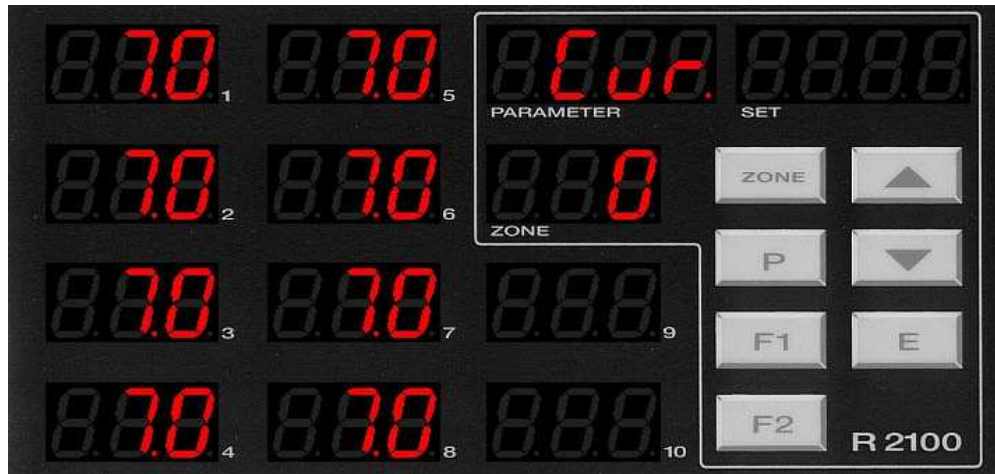 7.0 1 7.0 5 Cur.
PARAMETER SET
7.0 2 7.0 6 0 ZONE
ZONE
P
7.0 3 7.0 7 9 F1 E
7.0 4 7.0 8 10 F2 R 2100